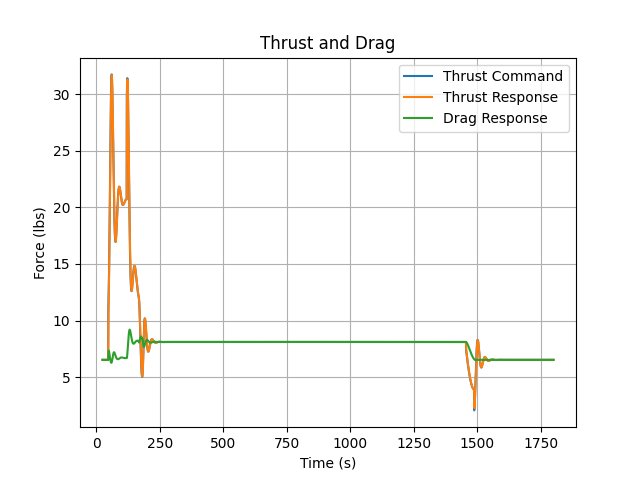 Thrust and Drag
Thrust Command
Thrust Response
Drag Response
Force (lbs)
30
25
20
15
10
5
0 250 500 750 1000 1250 1500 1750
Time (s)